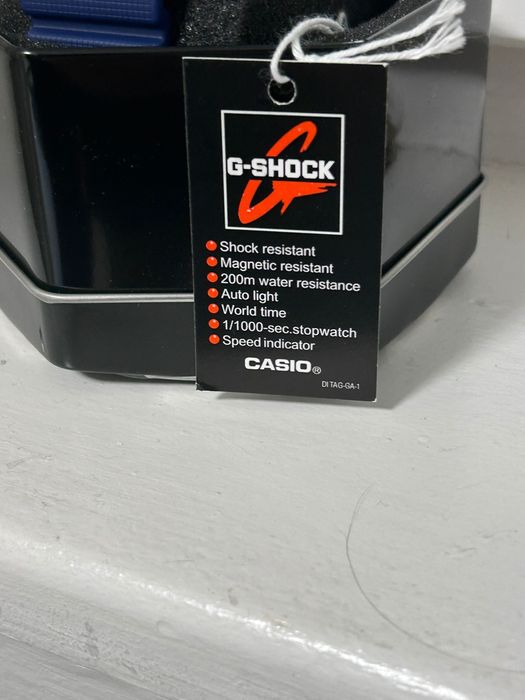 G-SHOCK
Shock resistant
Magnetic resistant
200m water resistance
Auto light
World time
1/1000-sec.stopwatch
Speed indicator
CASIO®
DI TAG-GA-1